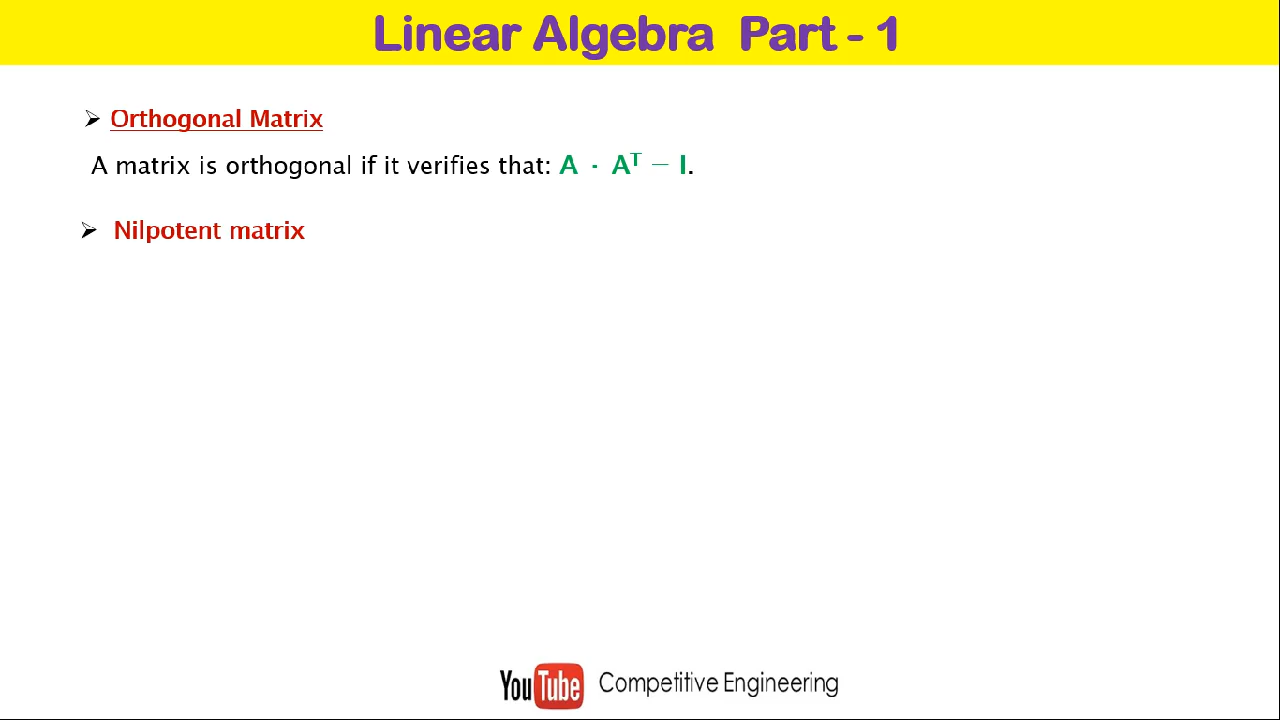 Linear Algebra Part - 1
➢ Orthogonal Matrix
A matrix is orthogonal if it verifies that: A · Aᵀ = I.
➢ Nilpotent matrix
YouTube Competitive Engineering